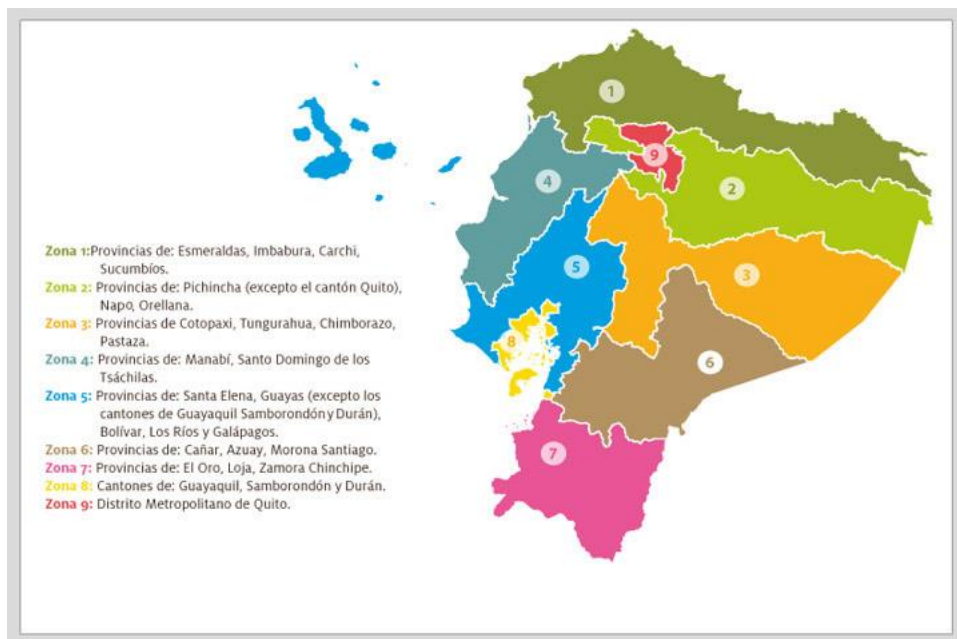 1
9
2
4
3
5
8
6
7
Zona 1:Provincias de: Esmeraldas, Imbabura, Carchi,
Sucumbíos.
Zona 2: Provincias de: Pichincha (excepto el cantón Quito),
Napo, Orellana.
Zona 3: Provincias de Cotopaxi, Tungurahua, Chimborazo,
Pastaza.
Zona 4: Provincias de: Manabí, Santo Domingo de los
Tsáchilas.
Zona 5: Provincias de: Santa Elena, Guayas (excepto los
cantones de Guayaquil Samborondón y Durán),
Bolívar, Los Ríos y Galápagos.
Zona 6: Provincias de: Cañar, Azuay, Morona Santiago.
Zona 7: Provincias de: El Oro, Loja, Zamora Chinchipe.
Zona 8: Cantones de: Guayaquil, Samborondón y Durán.
Zona 9: Distrito Metropolitano de Quito.